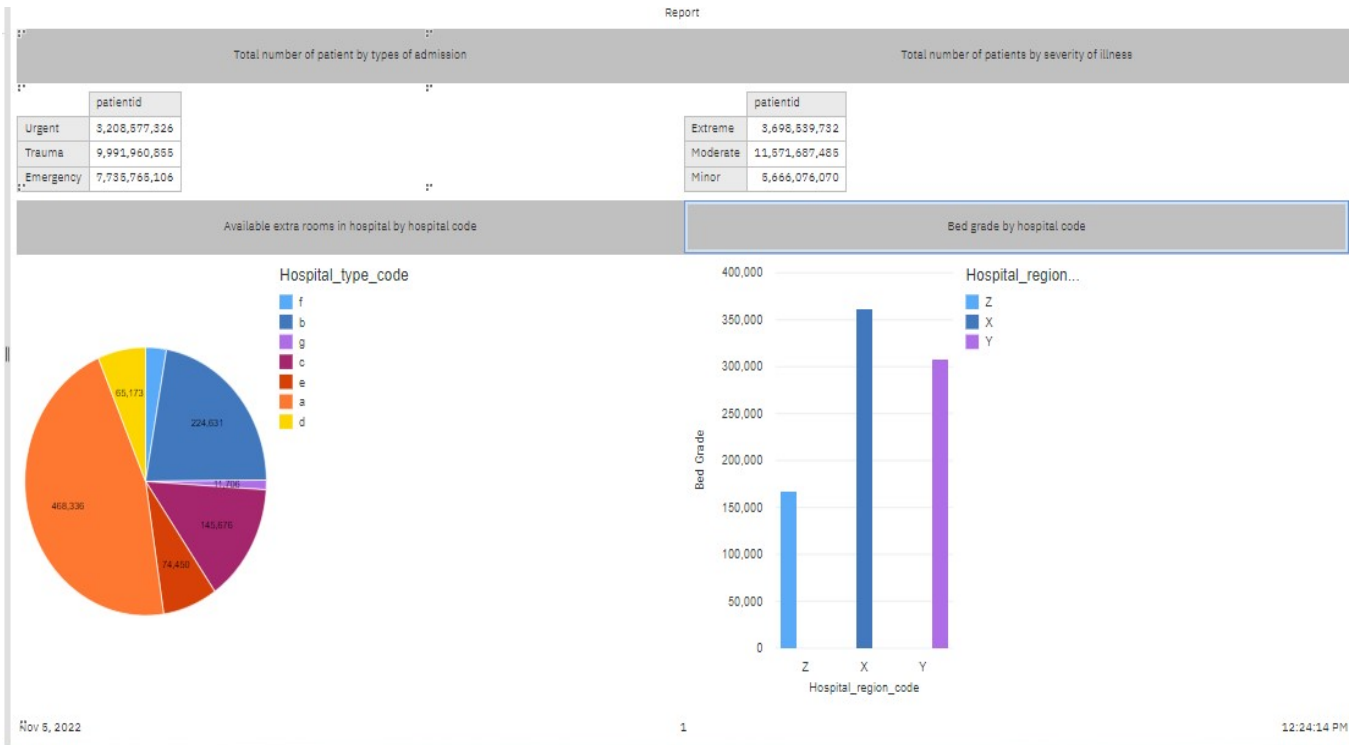 Report
Total number of patient by types of admission
Total number of patients by severity of illness
patientid
Urgent 3,208,577,326
Trauma 9,991,960,855
Emergency 7,735,765,106
patientid
Extreme 3,698,539,732
Moderate 11,571,687,485
Minor 5,666,076,070
Available extra rooms in hospital by hospital code
Bed grade by hospital code
Hospital_type_code
f
b
g
c
e
a
d
65,173
224,631
11,706
468,336
145,676
74,450
Hospital_region...
Z
X
Y
400,000
350,000
300,000
250,000
200,000
150,000
100,000
50,000
0
Bed Grade
Z X Y
Hospital_region_code
Nov 5, 2022
1
12:24:14 PM